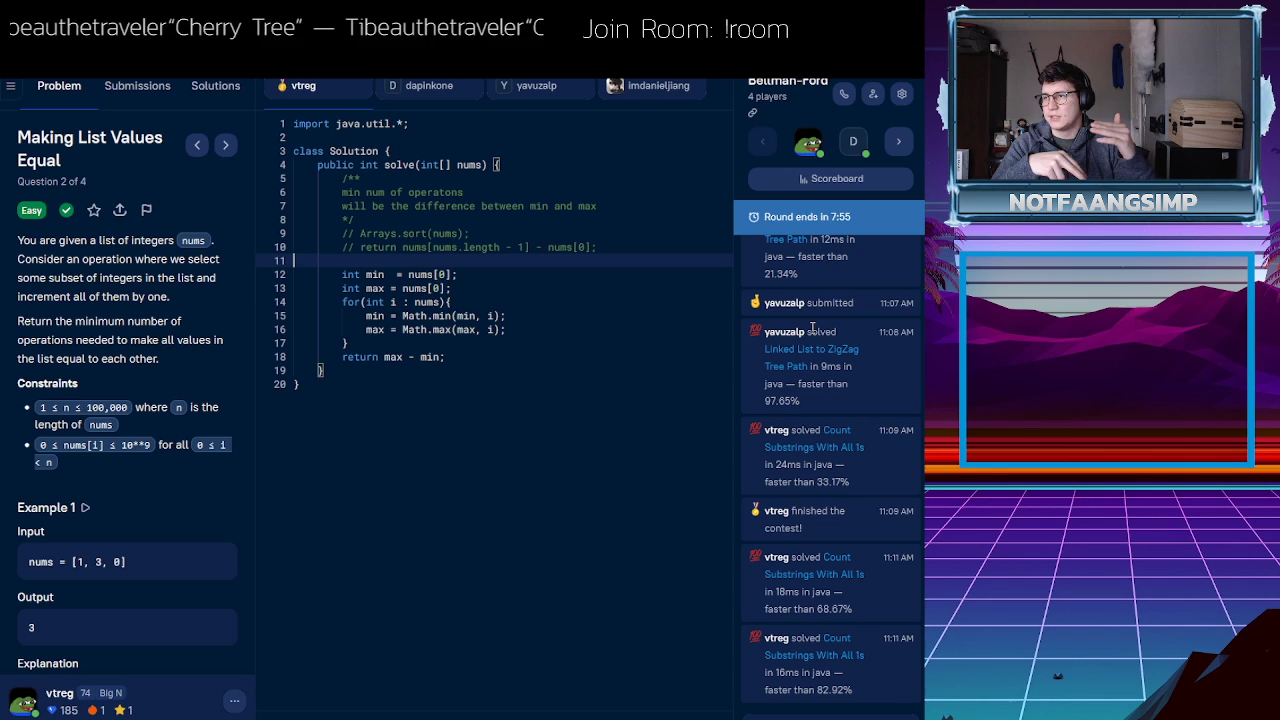 beauthetraveler“Cherry Tree” — Tibeauthetraveler“C
Join Room: !room
Problem
Submissions
Solutions
vtreg
D dapinkone
Y yavuzalp
imdanieljiang
Bellman-Ford
4 players
Making List Values
Equal
Question 2 of 4
Easy
You are given a list of integers nums .
Consider an operation where we select
some subset of integers in the list and
increment all of them by one.
Return the minimum number of
operations needed to make all values in
the list equal to each other.
Constraints
1 ≤ n ≤ 100,000 where n is the
length of nums
0 ≤ nums[i] ≤ 10**9 for all 0 ≤ i
< n
Example 1
Input
nums = [1, 3, 0]
Output
3
Explanation
vtreg 74 Big N
185 1 1
1 import java.util.*;
2
3 class Solution {
4 public int solve(int[] nums) {
5 /**
6 min num of operatons
7 will be the difference between min and max
8 */
9 // Arrays.sort(nums);
10 // return nums[nums.length - 1] - nums[0];
11
12 int min  = nums[0];
13 int max = nums[0];
14 for(int i : nums){
15 min = Math.min(min, i);
16 max = Math.max(max, i);
17 }
18 return max - min;
19 }
20 }
D
Scoreboard
Round ends in 7:55
Tree Path in 12ms in
java — faster than
21.34%
yavuzalp submitted 11:07 AM
yavuzalp solved 11:08 AM
Linked List to ZigZag
Tree Path in 9ms in
java — faster than
97.65%
vtreg solved Count 11:09 AM
Substrings With All 1s
in 24ms in java —
faster than 33.17%
vtreg finished the 11:09 AM
contest!
vtreg solved Count 11:11 AM
Substrings With All 1s
in 18ms in java —
faster than 68.67%
vtreg solved Count 11:11 AM
Substrings With All 1s
in 16ms in java —
faster than 82.92%
NOTFAANGSIMP